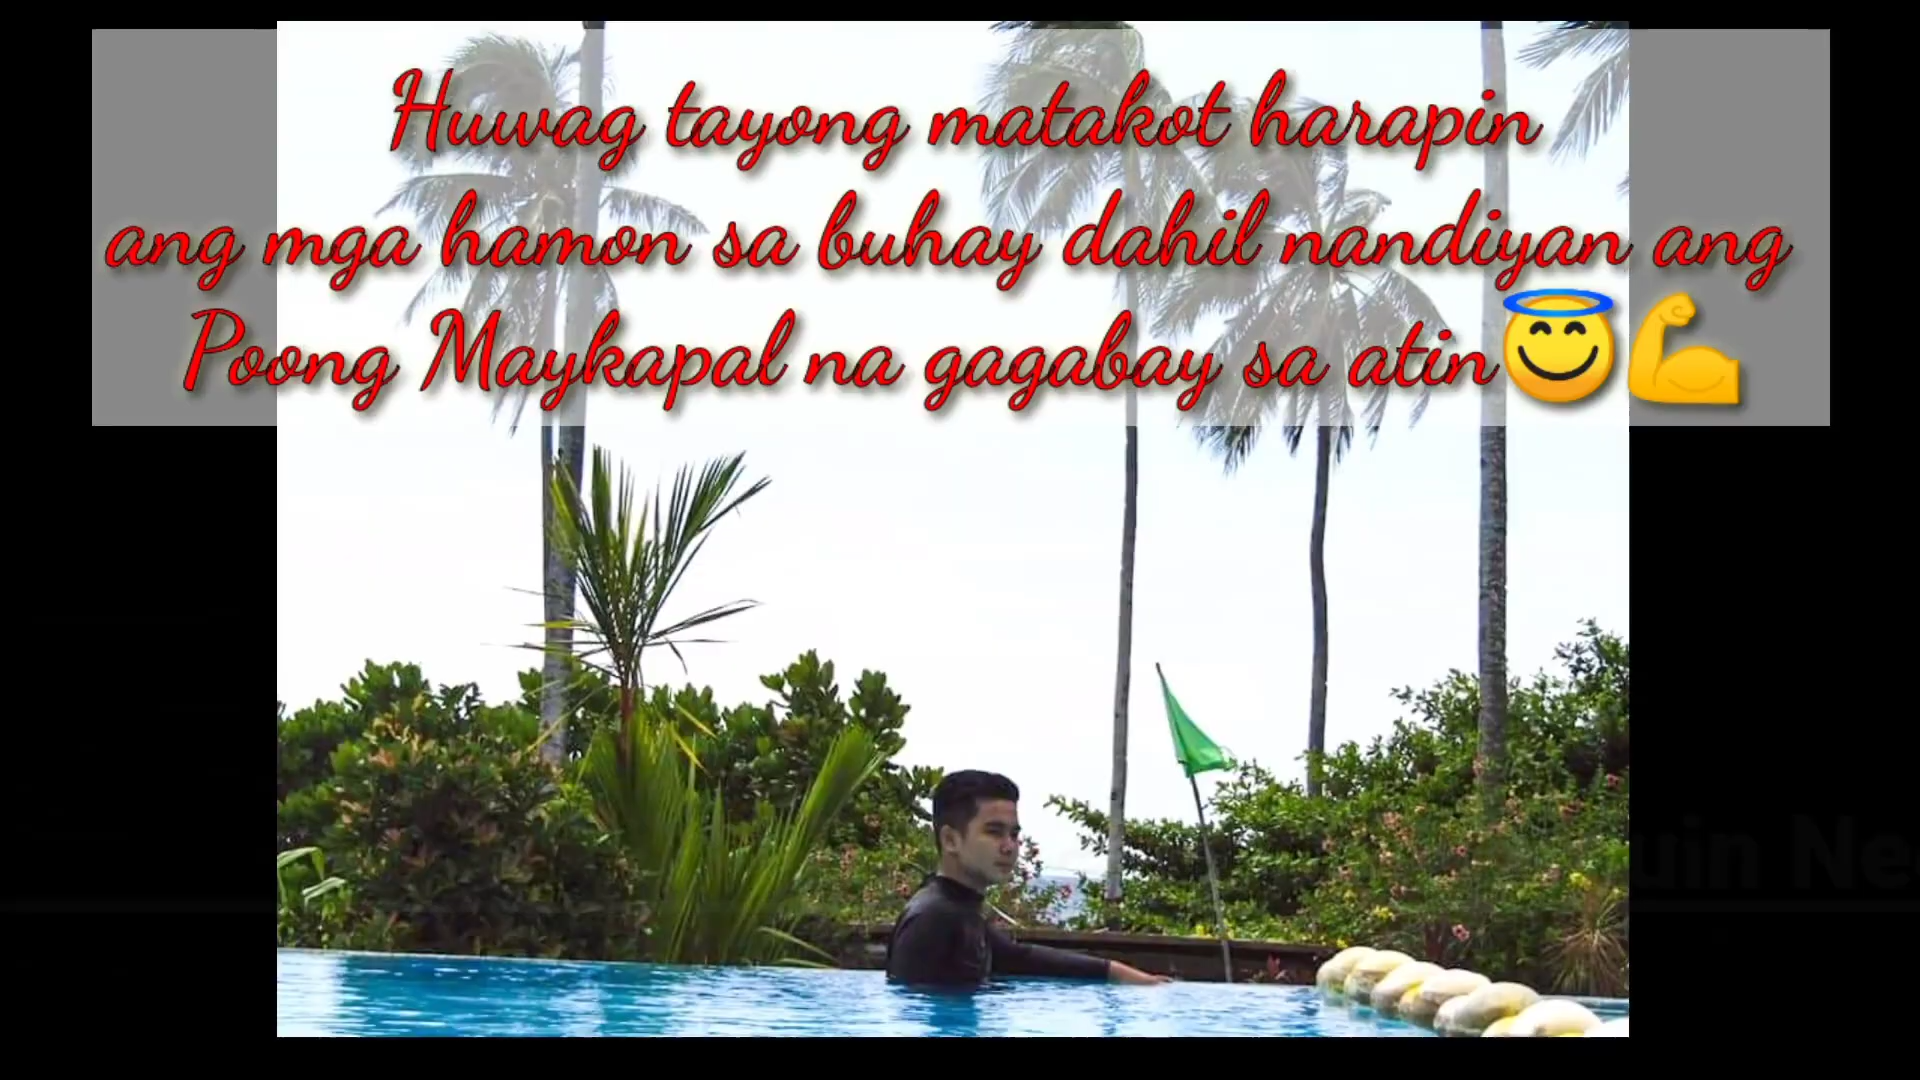 Huwag tayong matakot harapin
ang mga hamon sa buhay dahil nandiyan ang
Poong Maykapal na gagabay sa atin😇💪